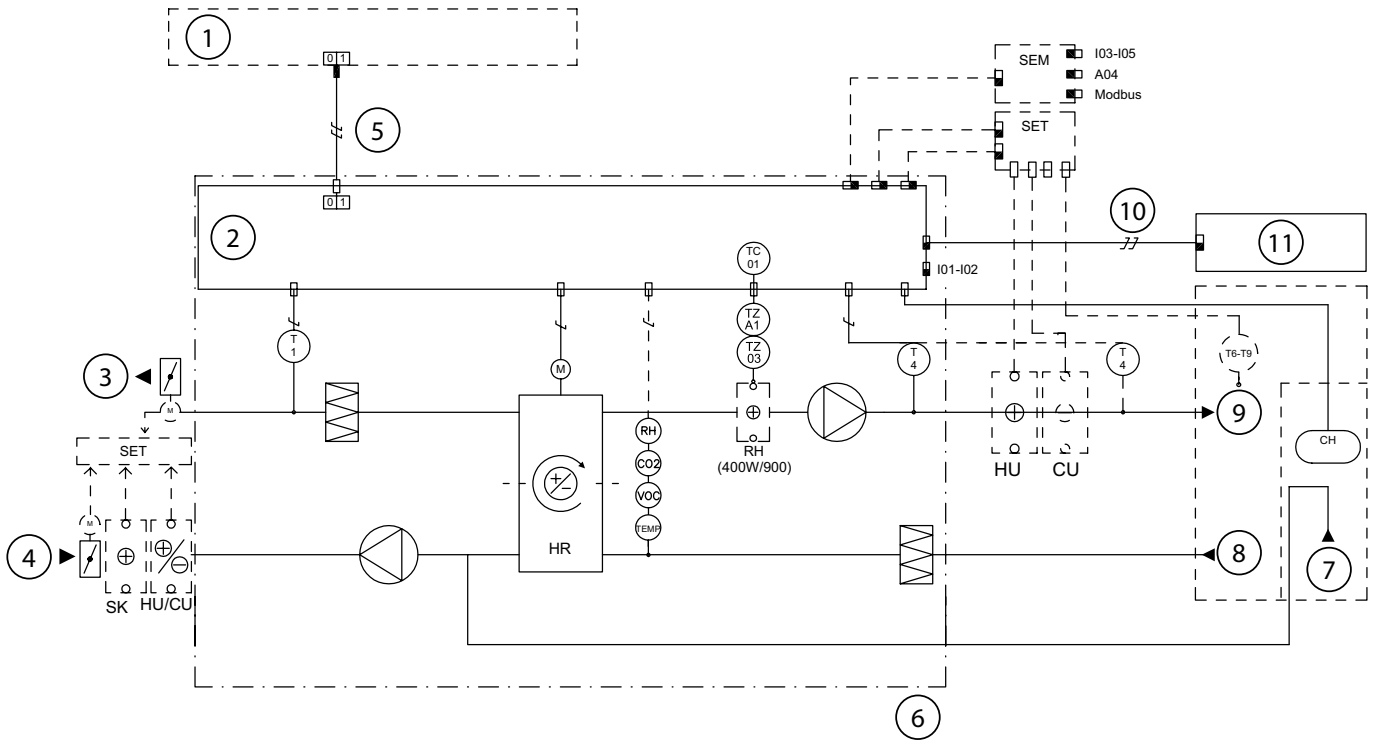 1
0 1
SEM
I03-I05
A04
Modbus
5
SET
0 1
2
10
11
TC
01
I01-I02
T
1
TZ
A1
TZ
03
M
T
4
T
4
T6-T9
3
M
9
SET
RH
RH
(400W/900)
HU
CU
CH
CO2
VOC
TEMP
M
4
HR
8
7
SK
HU/CU
6